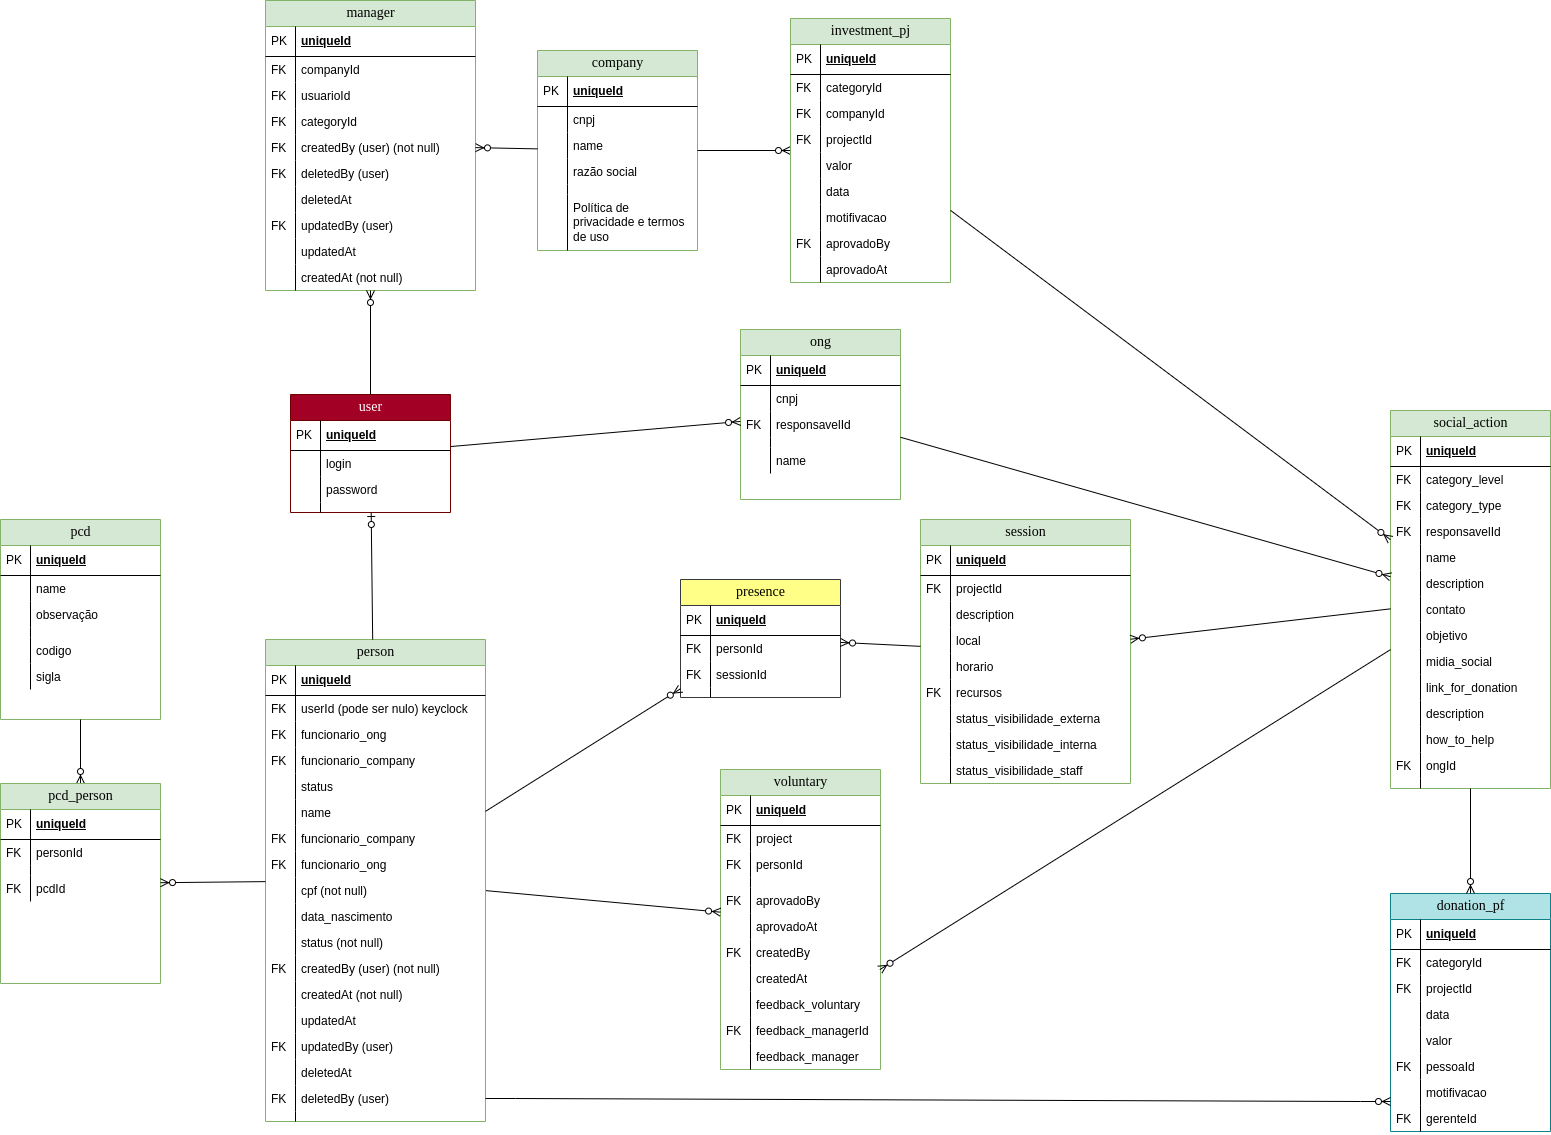 manager
PK uniqueId
FK companyId
FK usuarioId
FK categoryId
FK createdBy (user) (not null)
FK deletedBy (user)
deletedAt
FK updatedBy (user)
updatedAt
createdAt (not null)
company
PK uniqueId
cnpj
name
razão social
Política de
privacidade e termos
de uso
investment_pj
PK uniqueId
FK categoryId
FK companyId
FK projectId
valor
data
motifivacao
FK aprovadoBy
aprovadoAt
ong
PK uniqueId
cnpj
FK responsavelId
name
user
PK uniqueId
login
password
social_action
PK uniqueId
FK category_level
FK category_type
FK responsavelId
name
description
contato
objetivo
midia_social
link_for_donation
description
how_to_help
FK ongId
pcd
PK uniqueId
name
observação
codigo
sigla
session
PK uniqueId
FK projectId
description
local
horario
FK recursos
status_visibilidade_externa
status_visibilidade_interna
status_visibilidade_staff
presence
PK uniqueId
FK personId
FK sessionId
person
PK uniqueId
FK userId (pode ser nulo) keyclock
FK funcionario_ong
FK funcionario_company
status
name
FK funcionario_company
FK funcionario_ong
cpf (not null)
data_nascimento
status (not null)
FK createdBy (user) (not null)
createdAt (not null)
updatedAt
FK updatedBy (user)
deletedAt
FK deletedBy (user)
pcd_person
PK uniqueId
FK personId
FK pcdId
voluntary
PK uniqueId
FK project
FK personId
FK aprovadoBy
aprovadoAt
FK createdBy
createdAt
feedback_voluntary
FK feedback_managerId
feedback_manager
donation_pf
PK uniqueId
FK categoryId
FK projectId
data
valor
FK pessoaId
motifivacao
FK gerenteId